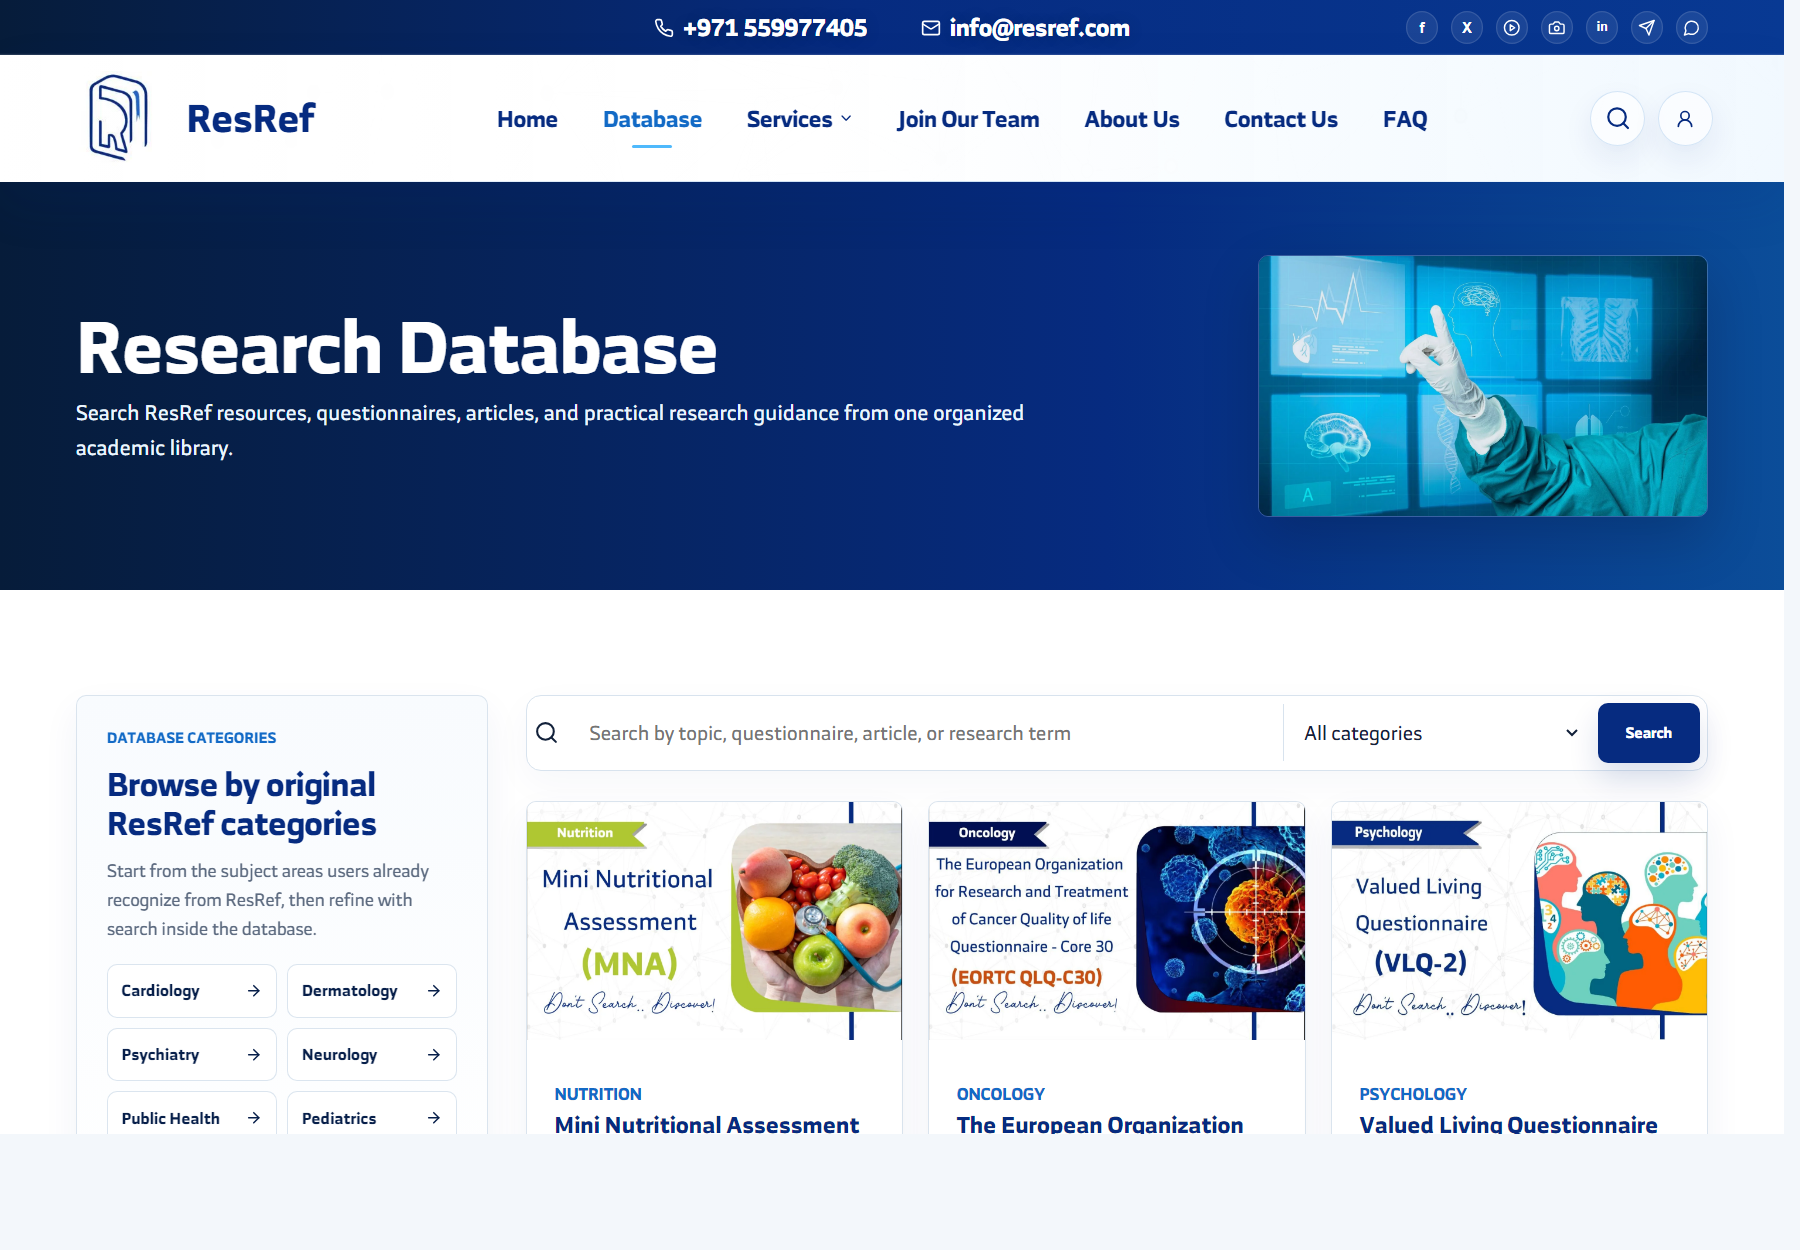 +971 559977405
info@resref.com
f X in
ResRef
Home Database Services Join Our Team About Us Contact Us FAQ
Research Database
Search ResRef resources, questionnaires, articles, and practical research guidance from one organized
academic library.
A
DATABASE CATEGORIES
Browse by original
ResRef categories
Start from the subject areas users already
recognize from ResRef, then refine with
search inside the database.
Cardiology
Dermatology
Psychiatry
Neurology
Public Health
Pediatrics
Search by topic, questionnaire, article, or research term
All categories
Search
Nutrition
Mini Nutritional
Assessment
(MNA)
Don't Search.. Discover!
NUTRITION
Mini Nutritional Assessment
Oncology
The European Organization
for Research and Treatment
of Cancer Quality of life
Questionnaire - Core 30
(EORTC QLQ-C30)
Don't Search.. Discover!
ONCOLOGY
The European Organization
Psychology
Valued Living
Questionnaire
(VLQ-2)
Don't Search.. Discover!
PSYCHOLOGY
Valued Living Questionnaire